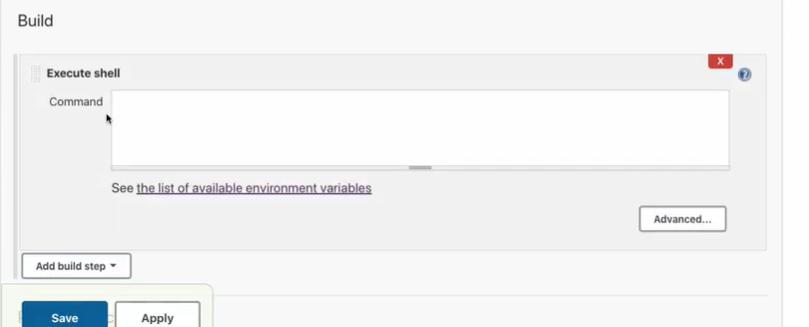 Build
Execute shell
X
?
Command
See the list of available environment variables
Advanced...
Add build step
Save
Apply